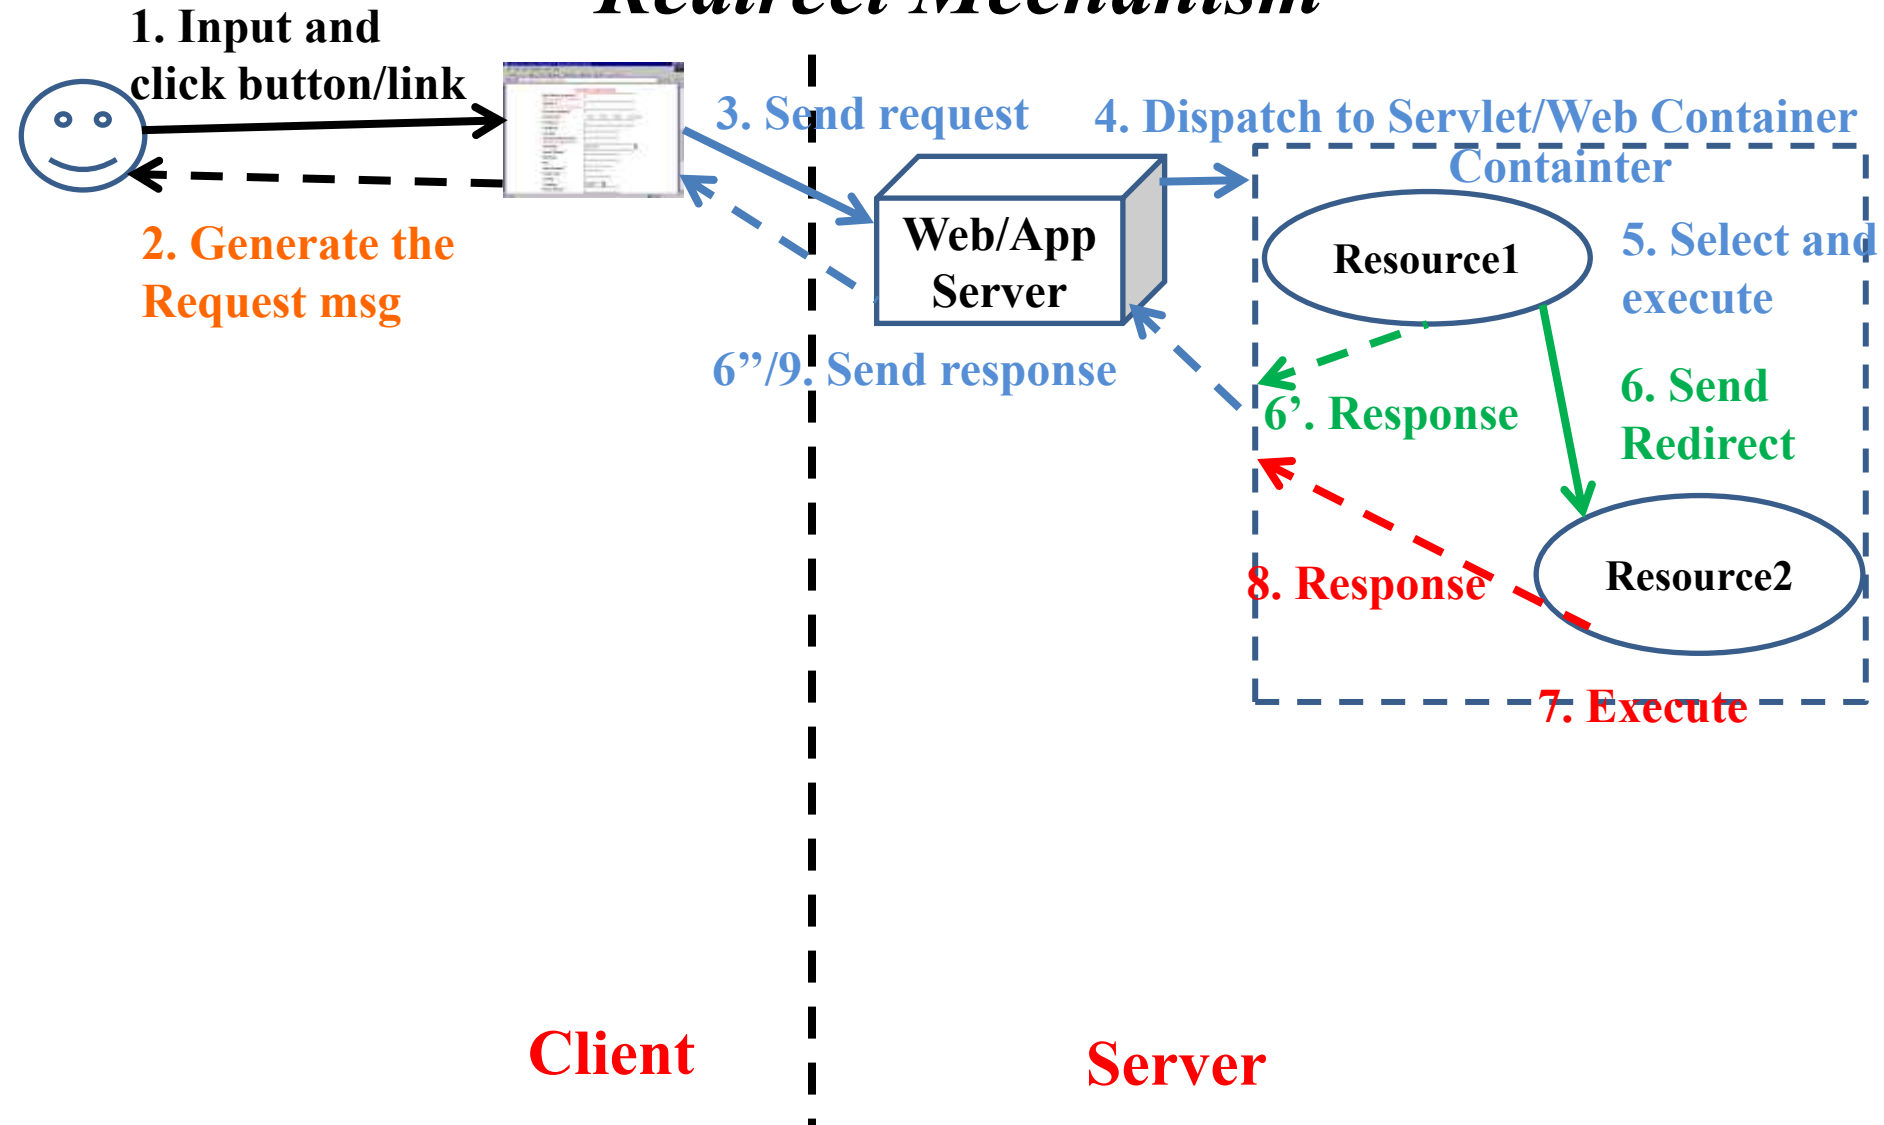 Redirect Mechanism
1. Input and
click button/link
3. Send request
4. Dispatch to Servlet/Web Container
Containter
2. Generate the
Request msg
Web/App
Server
Resource1
5. Select and
execute
6”/9. Send response
6’. Response
6. Send
Redirect
8. Response
Resource2
7. Execute
Client
Server